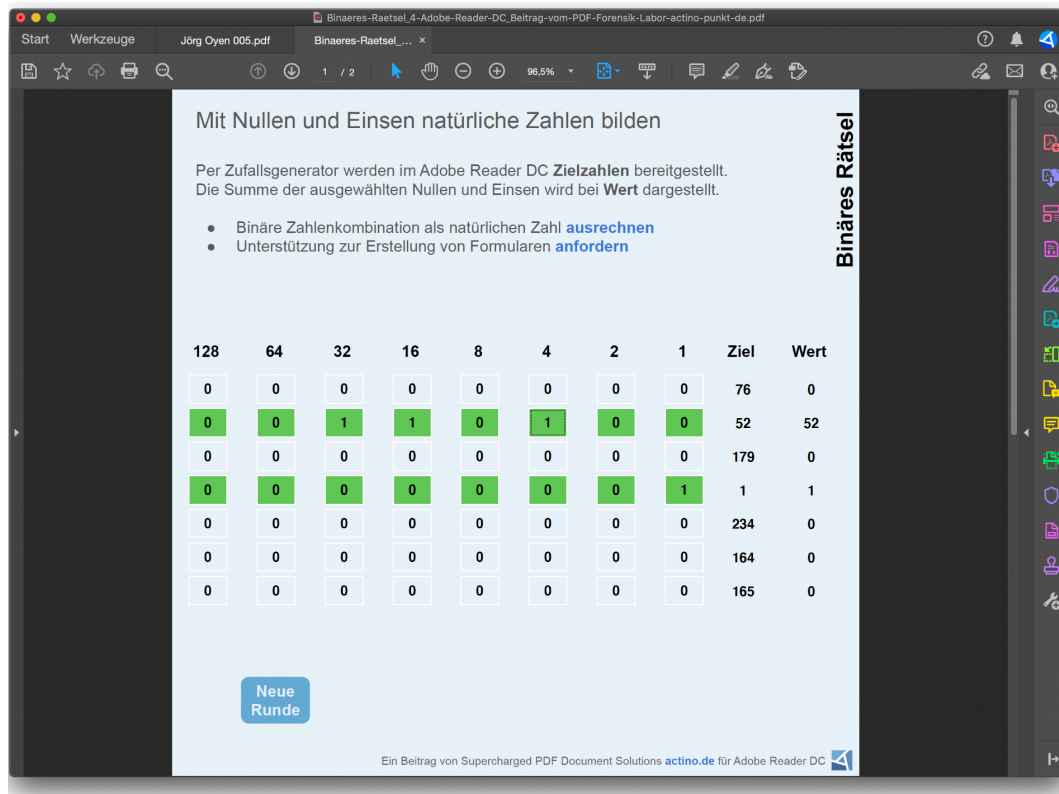 Binaeres-Raetsel_4-Adobe-Reader-DC_Beitrag-vom-PDF-Forensik-Labor-actino-punkt-de.pdf
Start Werkzeuge Jörg Oyen 005.pdf Binaeres-Raetsel_... ×
1 / 2 96,5%
Mit Nullen und Einsen natürliche Zahlen bilden
Binäres Rätsel
Per Zufallsgenerator werden im Adobe Reader DC Zielzahlen bereitgestellt.
Die Summe der ausgewählten Nullen und Einsen wird bei Wert dargestellt.
● Binäre Zahlenkombination als natürlichen Zahl ausrechnen
● Unterstützung zur Erstellung von Formularen anfordern
128 64 32 16 8 4 2 1 Ziel Wert
0 0 0 0 0 0 0 0 76 0
0 0 1 1 0 1 0 0 52 52
0 0 0 0 0 0 0 0 179 0
0 0 0 0 0 0 0 1 1 1
0 0 0 0 0 0 0 0 234 0
0 0 0 0 0 0 0 0 164 0
0 0 0 0 0 0 0 0 165 0
Neue
Runde
Ein Beitrag von Supercharged PDF Document Solutions actino.de für Adobe Reader DC